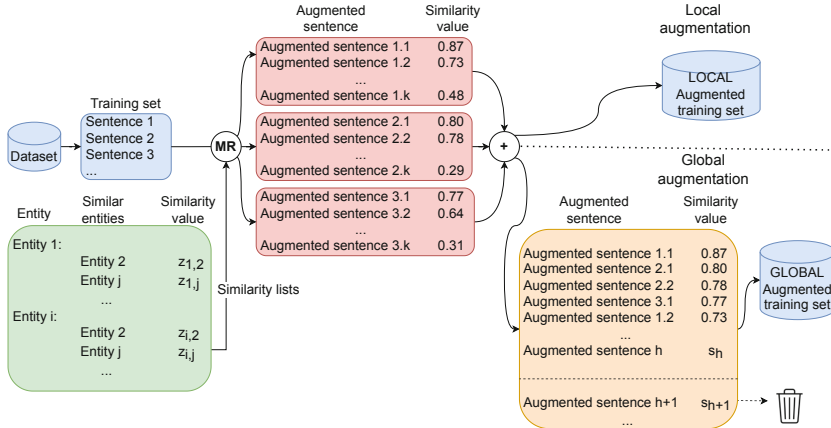 Augmented sentence Similarity value
Augmented sentence 1.1 0.87
Augmented sentence 1.2 0.73
...
Augmented sentence 1.k 0.48
Local augmentation
LOCAL
Augmented
training set
Training set
Dataset
Sentence 1
Sentence 2
Sentence 3
...
MR
Augmented sentence 2.1 0.80
Augmented sentence 2.2 0.78
...
Augmented sentence 2.k 0.29
+
Augmented sentence 3.1 0.77
Augmented sentence 3.2 0.64
...
Augmented sentence 3.k 0.31
Entity Similar entities Similarity value
Entity 1:
Entity 2 z1,2
Entity j z1,j
...
Entity i:
Entity 2 zi,2
Entity j zi,j
...
Similarity lists
Global augmentation
Augmented sentence Similarity value
Augmented sentence 1.1 0.87
Augmented sentence 2.1 0.80
Augmented sentence 2.2 0.78
Augmented sentence 3.1 0.77
Augmented sentence 1.2 0.73
...
Augmented sentence h sh
Augmented sentence h+1 sh+1
...
GLOBAL
Augmented
training set